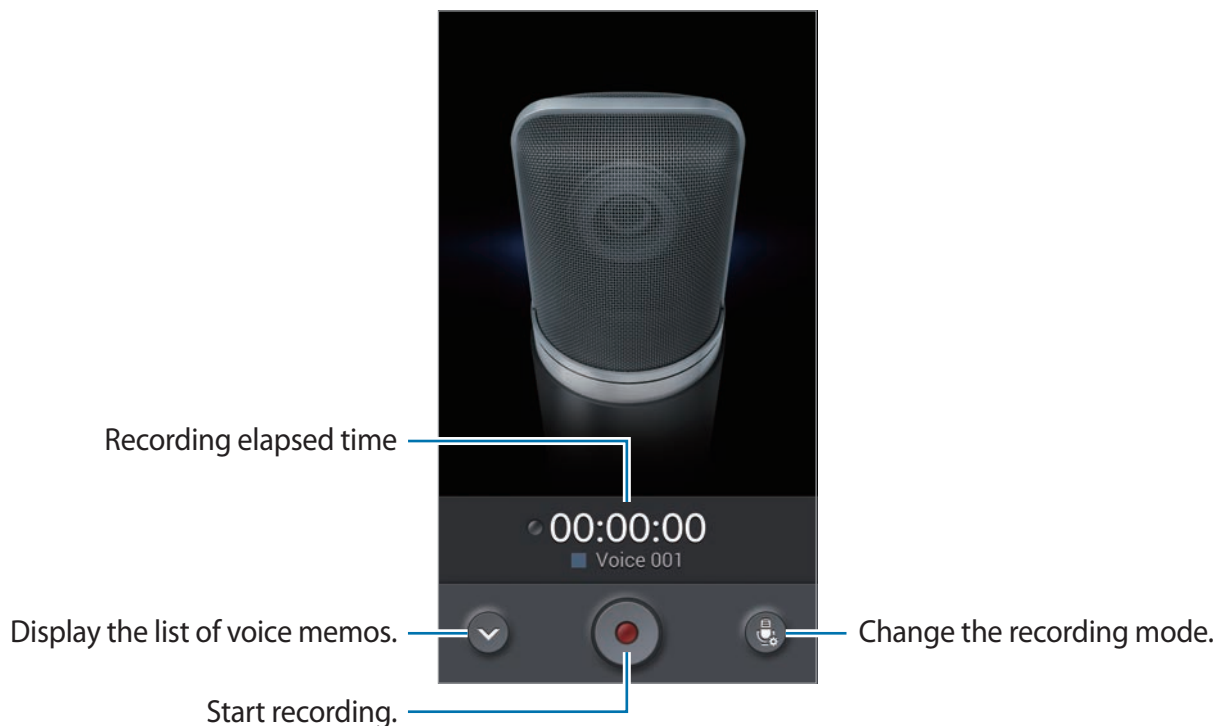 Recording elapsed time
00:00:00
Voice 001
Display the list of voice memos.
Change the recording mode.
Start recording.